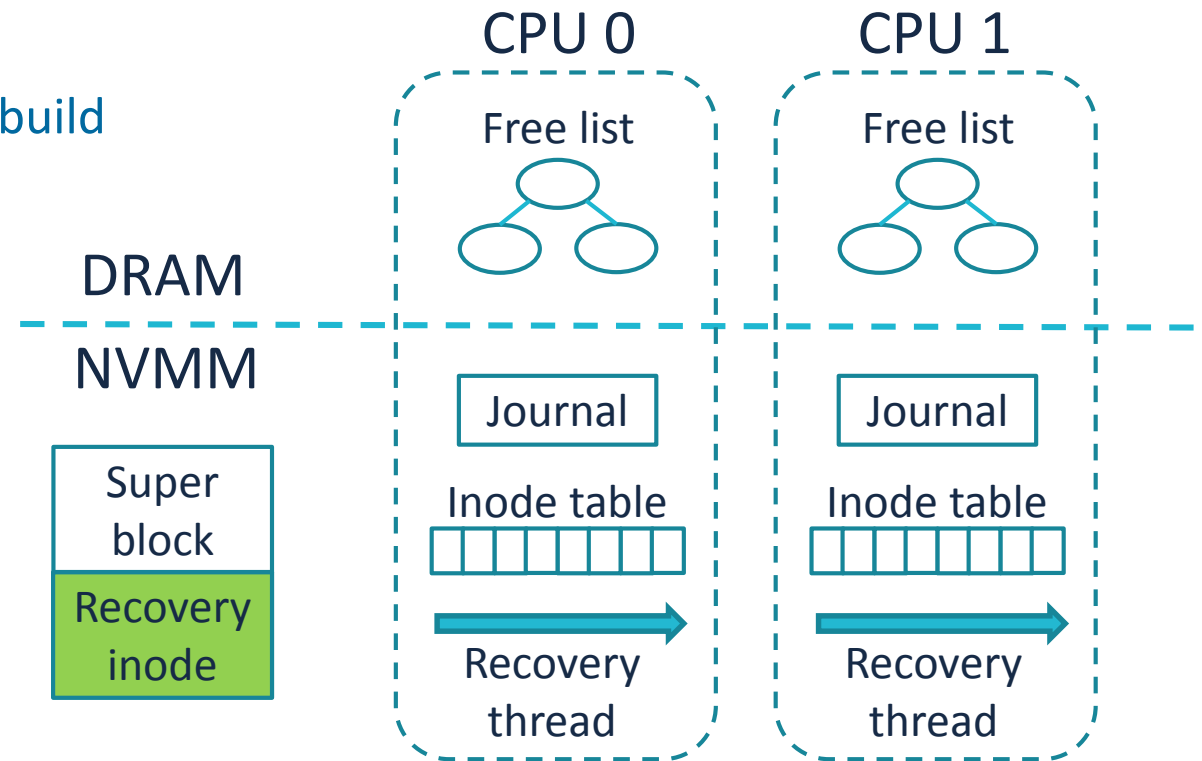 CPU 0
CPU 1
build
Free list
Free list
DRAM
NVMM
Journal
Journal
Super
block
Recovery
inode
Inode table
Inode table
Recovery
thread
Recovery
thread